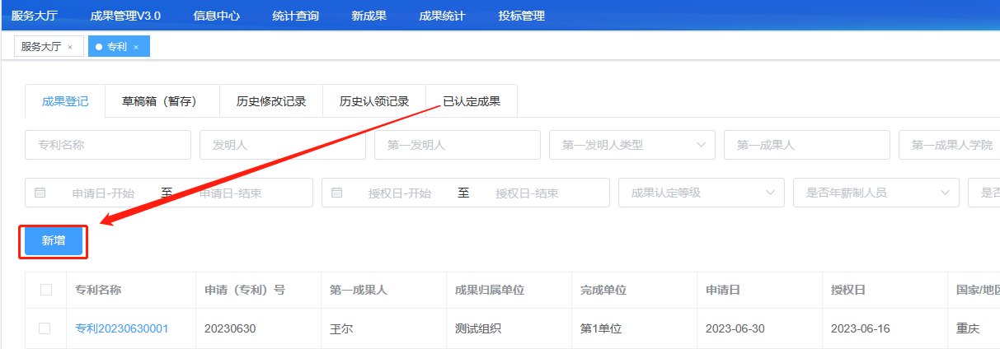 服务大厅 成果管理V3.0 信息中心 统计查询 新成果 成果统计 投标管理
服务大厅 × 专利 ×
成果登记 草稿箱（暂存） 历史修改记录 历史认领记录 已认定成果
专利名称 发明人 第一发明人 第一发明人类型 第一成果人 第一成果人学院
申请日-开始 至 申请日-结束 授权日-开始 至 授权日-结束 成果认定等级 是否年薪制人员 是否
新增
专利名称 申请（专利）号 第一成果人 成果归属单位 完成单位 申请日 授权日 国家/地区
专利20230630001 20230630 王尔 测试组织 第1单位 2023-06-30 2023-06-16 重庆